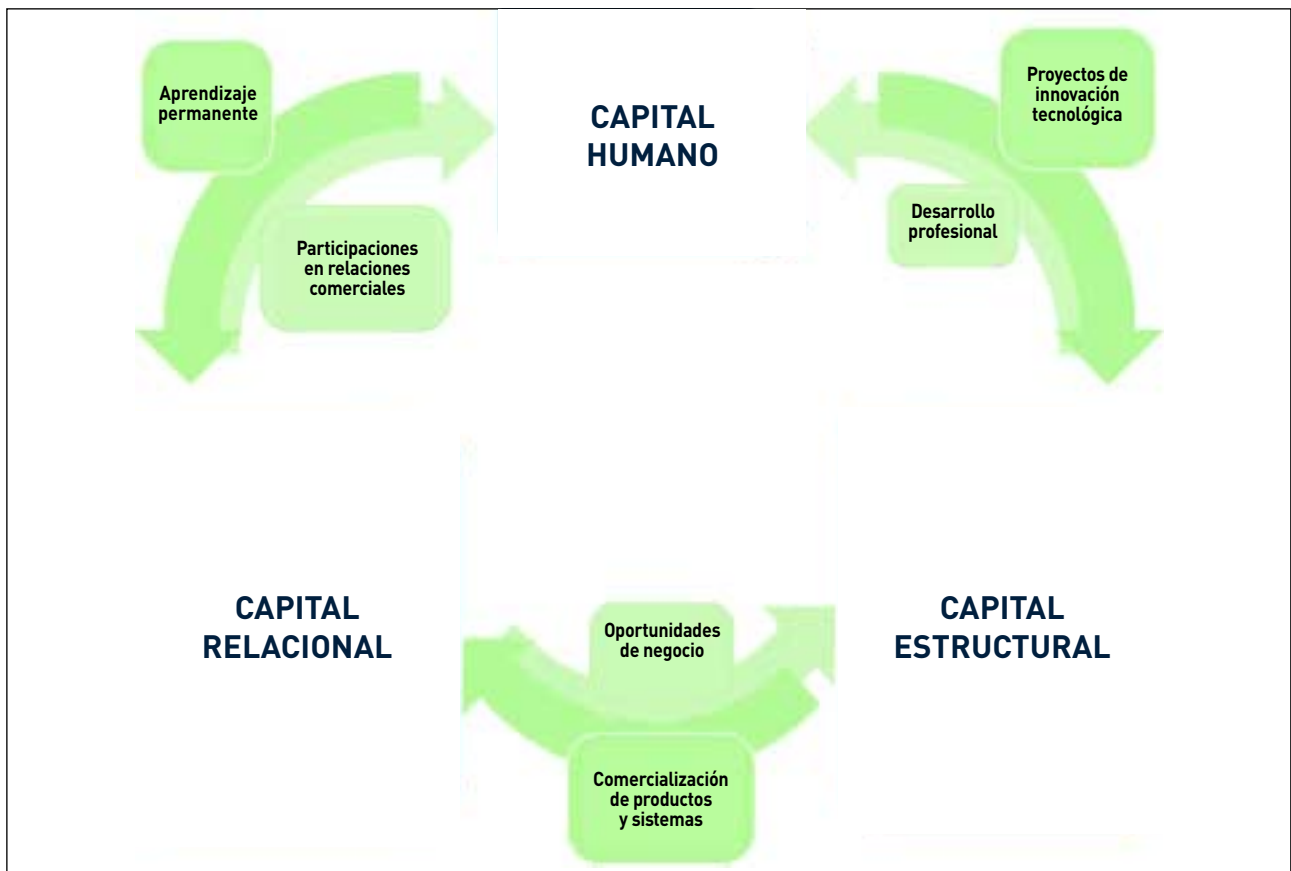 Aprendizaje
permanente
CAPITAL
HUMANO
Proyectos de
innovación
tecnológica
Participaciones
en relaciones
comerciales
Desarrollo
profesional
CAPITAL
RELACIONAL
Oportunidades
de negocio
CAPITAL
ESTRUCTURAL
Comercialización
de productos
y sistemas